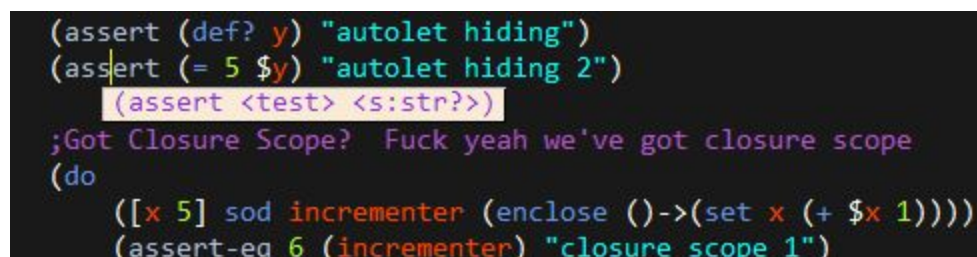 (assert (def? y) "autolet hiding")
(assert (= 5 $y) "autolet hiding 2")
(assert <test> <s:str?>)
;Got Closure Scope?  Fuck yeah we've got closure scope
(do
([x 5] sod incrementer (enclose ()->(set x (+ $x 1))))
(assert-eq 6 (incrementer) "closure scope 1")